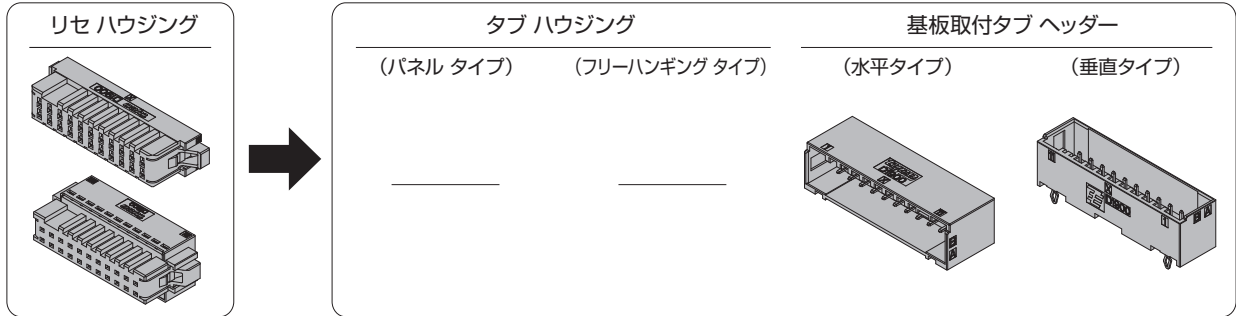 リセ ハウジング
タブ ハウジング
基板取付タブ ヘッダー
（パネル タイプ）
（フリーハンギング タイプ）
（水平タイプ）
（垂直タイプ）